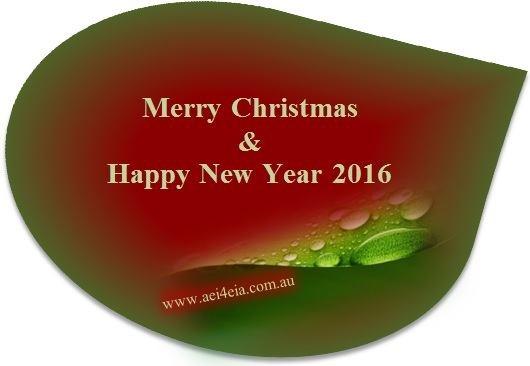 Merry Christmas
&
Happy New Year 2016
www.aei4eia.com.au